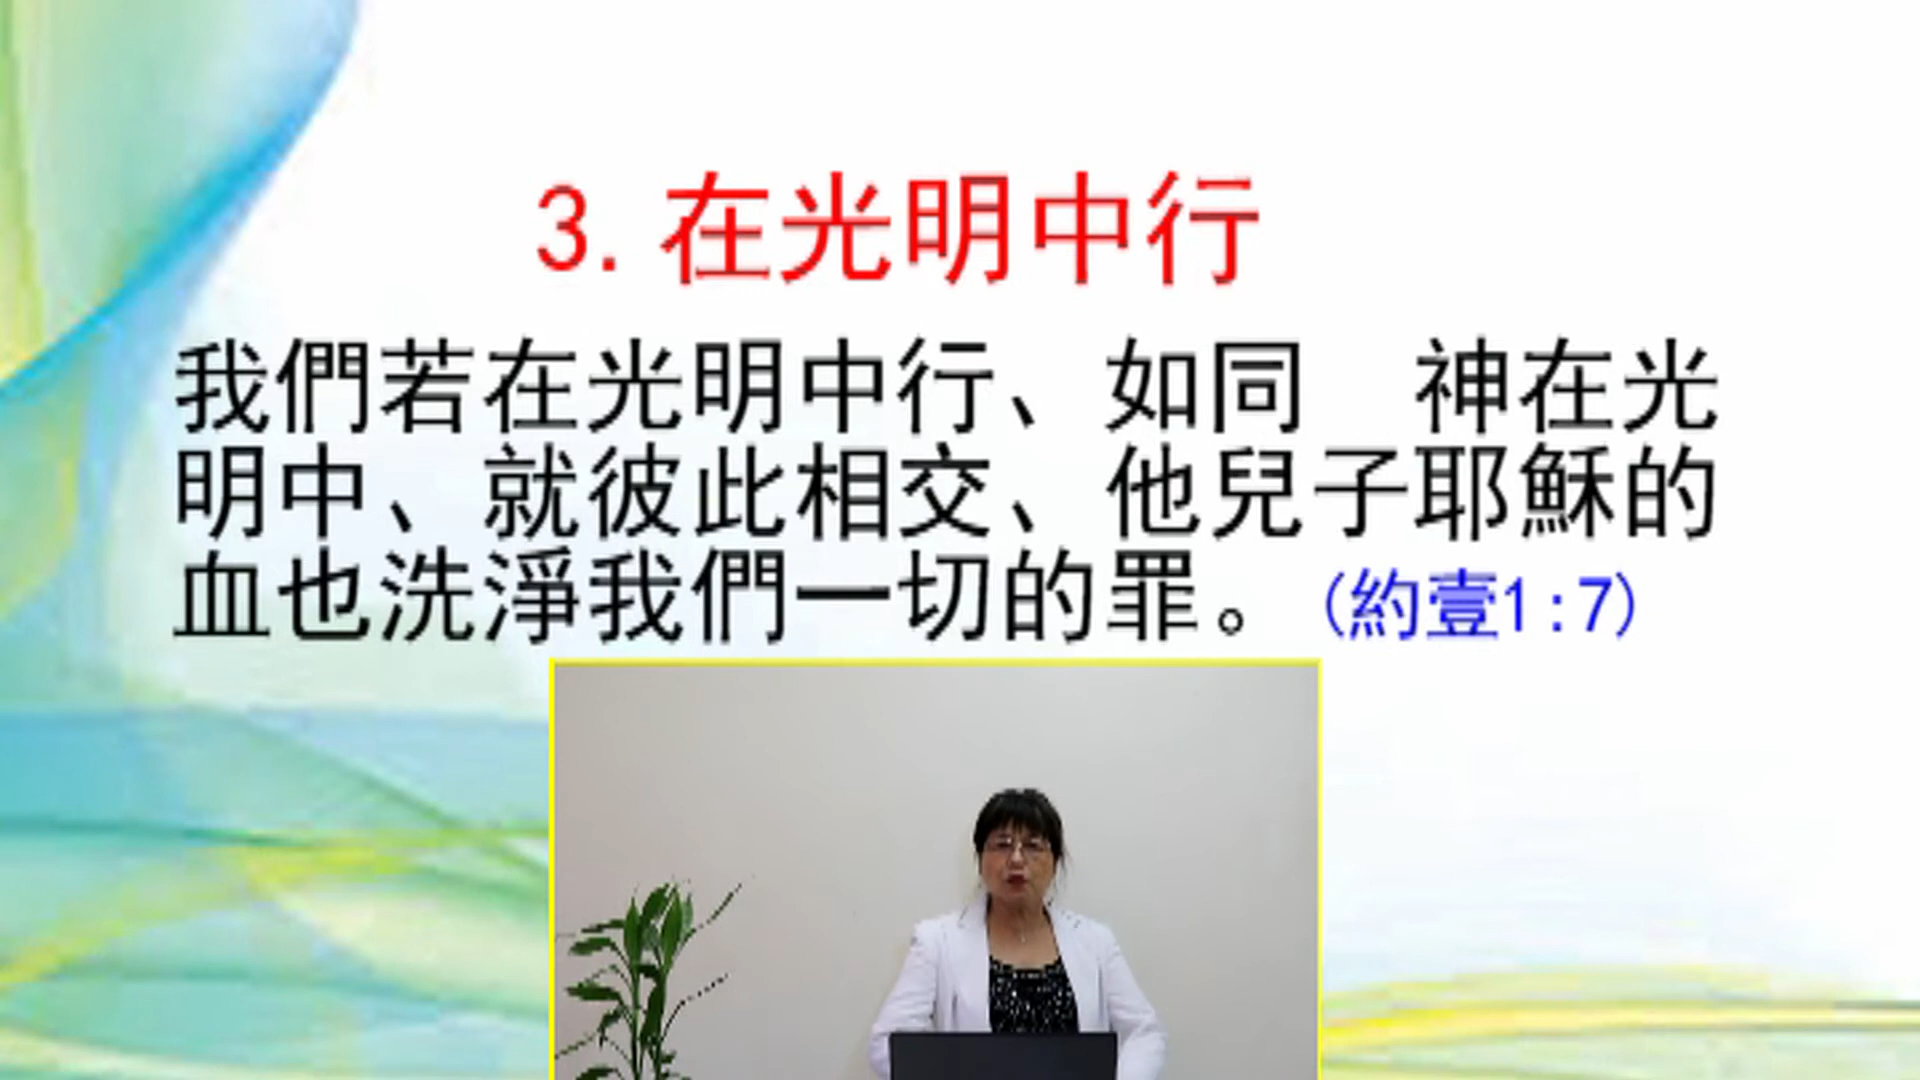 3.在光明中行
我們若在光明中行、如同　神在光
明中、就彼此相交、他兒子耶穌的
血也洗淨我們一切的罪。(約壹1:7)